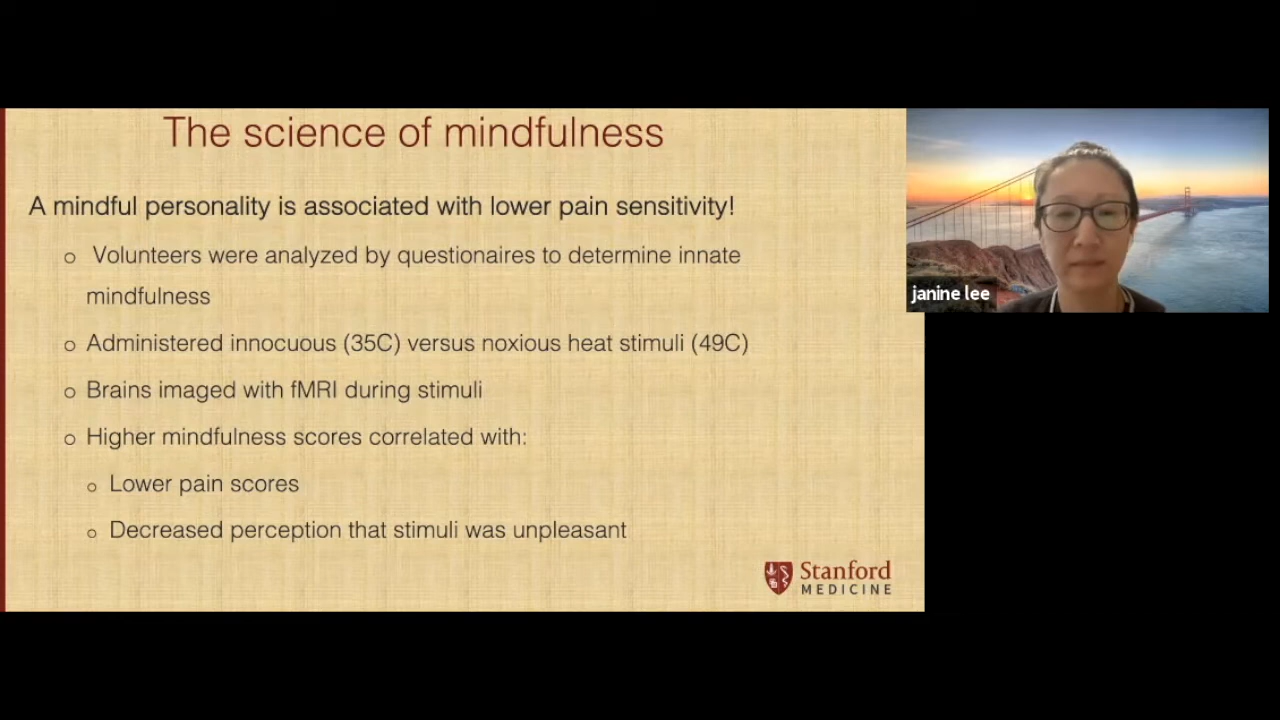 The science of mindfulness
A mindful personality is associated with lower pain sensitivity!
Volunteers were analyzed by questionaires to determine innate
mindfulness
Administered innocuous (35C) versus noxious heat stimuli (49C)
Brains imaged with fMRI during stimuli
Higher mindfulness scores correlated with:
Lower pain scores
Decreased perception that stimuli was unpleasant
Stanford
MEDICINE
janine lee